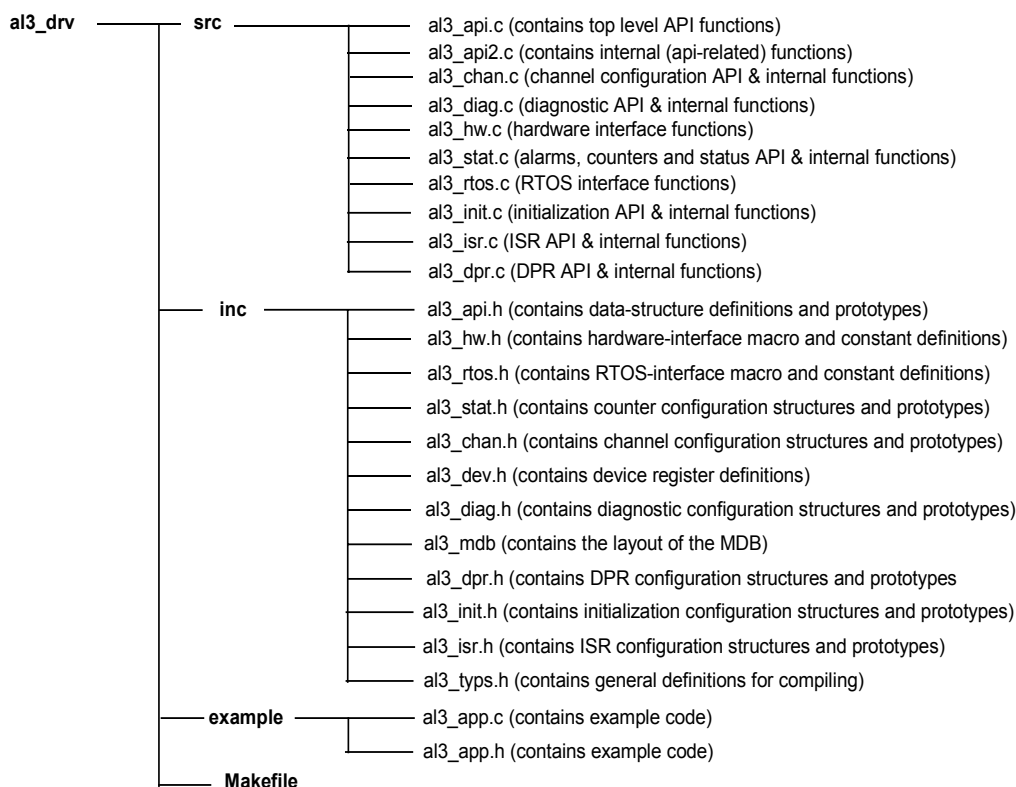 al3_drv
src
al3_api.c (contains top level API functions)
al3_api2.c (contains internal (api-related) functions)
al3_chan.c (channel configuration API & internal functions)
al3_diag.c (diagnostic API & internal functions)
al3_hw.c (hardware interface functions)
al3_stat.c (alarms, counters and status API & internal functions)
al3_rtos.c (RTOS interface functions)
al3_init.c (initialization API & internal functions)
al3_isr.c (ISR API & internal functions)
al3_dpr.c (DPR API & internal functions)
inc
al3_api.h (contains data-structure definitions and prototypes)
al3_hw.h (contains hardware-interface macro and constant definitions)
al3_rtos.h (contains RTOS-interface macro and constant definitions)
al3_stat.h (contains counter configuration structures and prototypes)
al3_chan.h (contains channel configuration structures and prototypes)
al3_dev.h (contains device register definitions)
al3_diag.h (contains diagnostic configuration structures and prototypes)
al3_mdb (contains the layout of the MDB)
al3_dpr.h (contains DPR configuration structures and prototypes
al3_init.h (contains initialization configuration structures and prototypes)
al3_isr.h (contains ISR configuration structures and prototypes)
al3_typs.h (contains general definitions for compiling)
example
al3_app.c (contains example code)
al3_app.h (contains example code)
Makefile